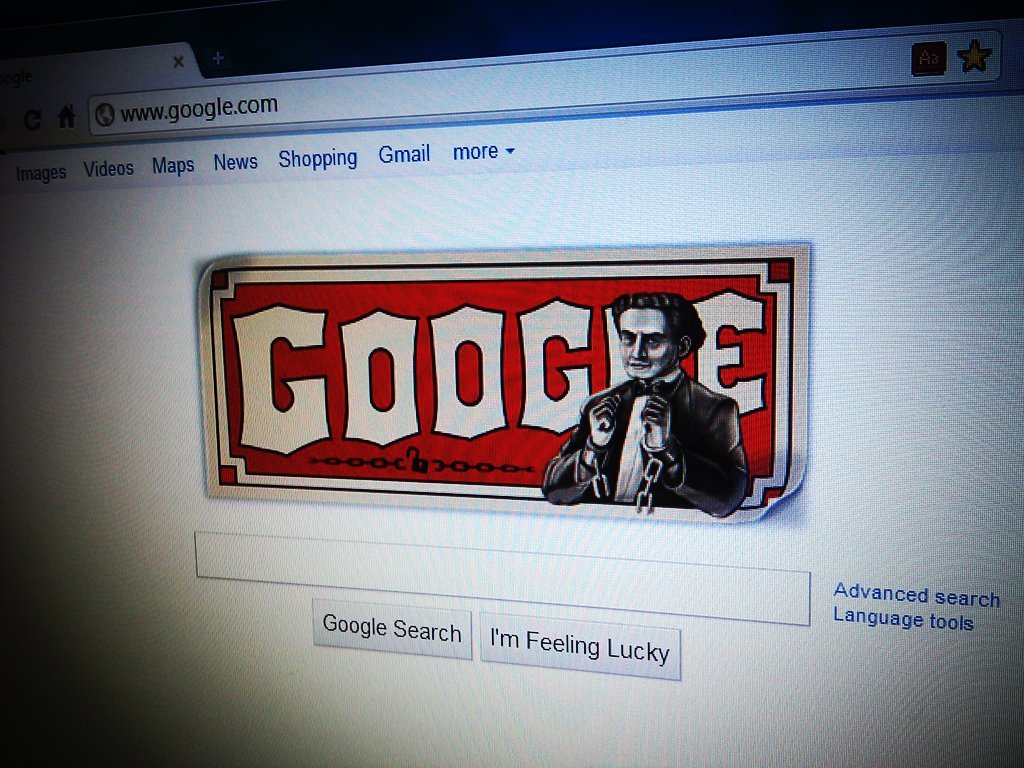 oogle
www.google.com
Aa
Images Videos Maps News Shopping Gmail more
GOOGLE
Advanced search
Language tools
Google Search I'm Feeling Lucky